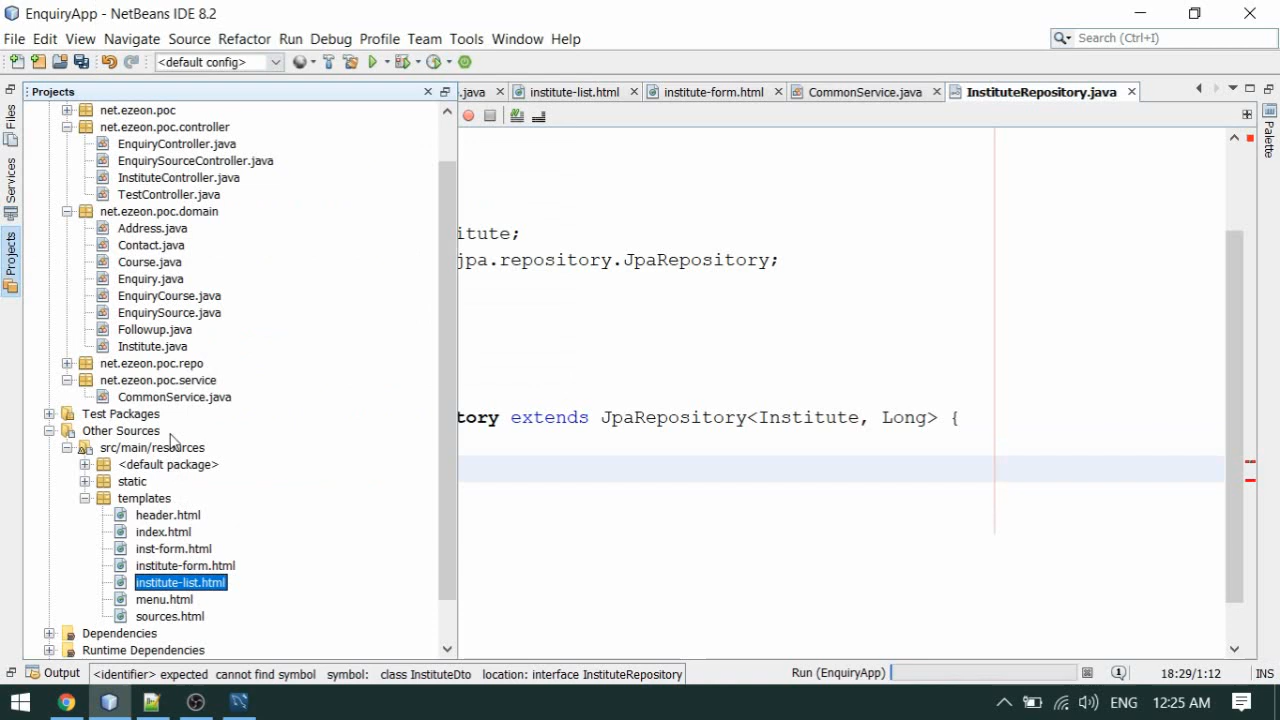 EnquiryApp - NetBeans IDE 8.2
File Edit View Navigate Source Refactor Run Debug Profile Team Tools Window Help
Search (Ctrl+I)
<default config>
Projects
.java
institute-list.html
institute-form.html
CommonService.java
InstituteRepository.java
Files
Services
Projects
Palette
net.ezeon.poc
net.ezeon.poc.controller
EnquiryController.java
EnquirySourceController.java
InstituteController.java
TestController.java
net.ezeon.poc.domain
Address.java
Contact.java
Course.java
Enquiry.java
EnquiryCourse.java
EnquirySource.java
Followup.java
Institute.java
net.ezeon.poc.repo
net.ezeon.poc.service
CommonService.java
Test Packages
Other Sources
src/main/resources
<default package>
static
templates
header.html
index.html
inst-form.html
institute-form.html
institute-list.html
menu.html
sources.html
Dependencies
Runtime Dependencies
itute;
jpa.repository.JpaRepository;
tory extends JpaRepository<Institute, Long> {
Output
<identifier> expected cannot find symbol symbol: class InstituteDto location: interface InstituteRepository
Run (EnquiryApp)
1
18:29/1:12
INS
ENG
12:25 AM